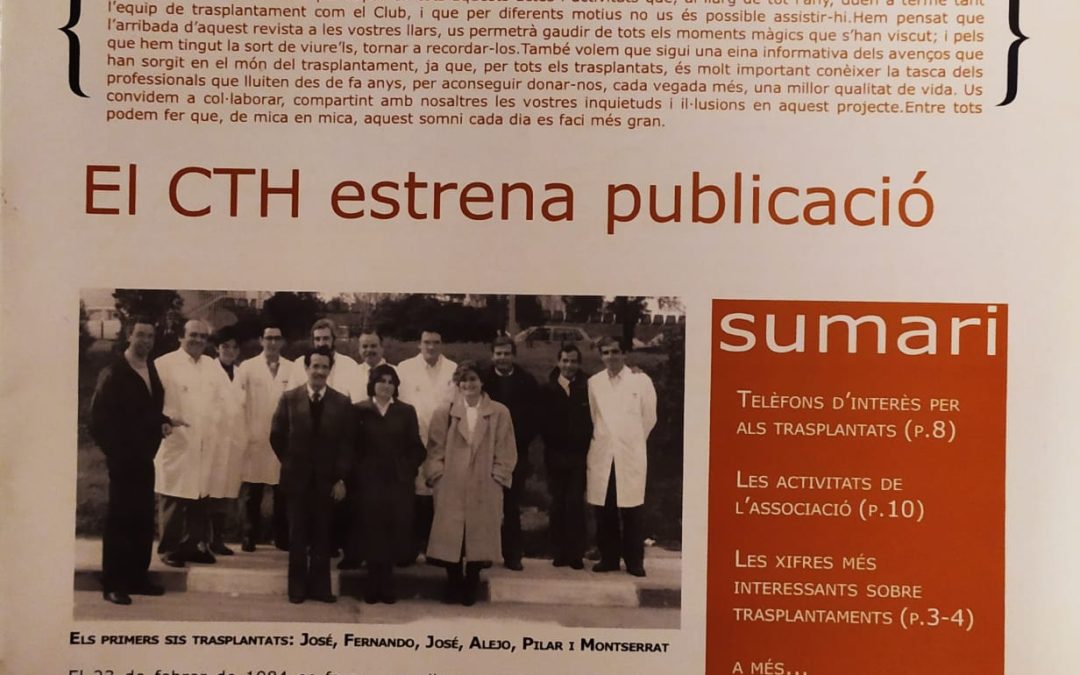 l'equip de trasplantament com el Club, i que per diferents motius no us és possible assistir-hi.Hem pensat que
l'arribada d'aquest revista a les vostres llars, us permetrà gaudir de tots els moments màgics que s'han viscut; i pels
que hem tingut la sort de viure'ls, tornar a recordar-los.També volem que sigui una eina informativa dels avenços que
han sorgit en el món del trasplantament, ja que, per tots els trasplantats, és molt important conèixer la tasca dels
professionals que lluiten des de fa anys, per aconseguir donar-nos, cada vegada més, una millor qualitat de vida. Us
convidem a col·laborar, compartint amb nosaltres les vostres inquietuds i il·lusions en aquest projecte.Entre tots
podem fer que, de mica en mica, aquest somni cada dia es faci més gran.
El CTH estrena publicació
Els primers sis trasplantats: José, Fernando, José, Alejo, Pilar i Montserrat
sumari
Telèfons d'interès per
als trasplantats (p.8)
Les activitats de
l'associació (p.10)
Les xifres més
interessants sobre
trasplantaments (p.3-4)
a més...